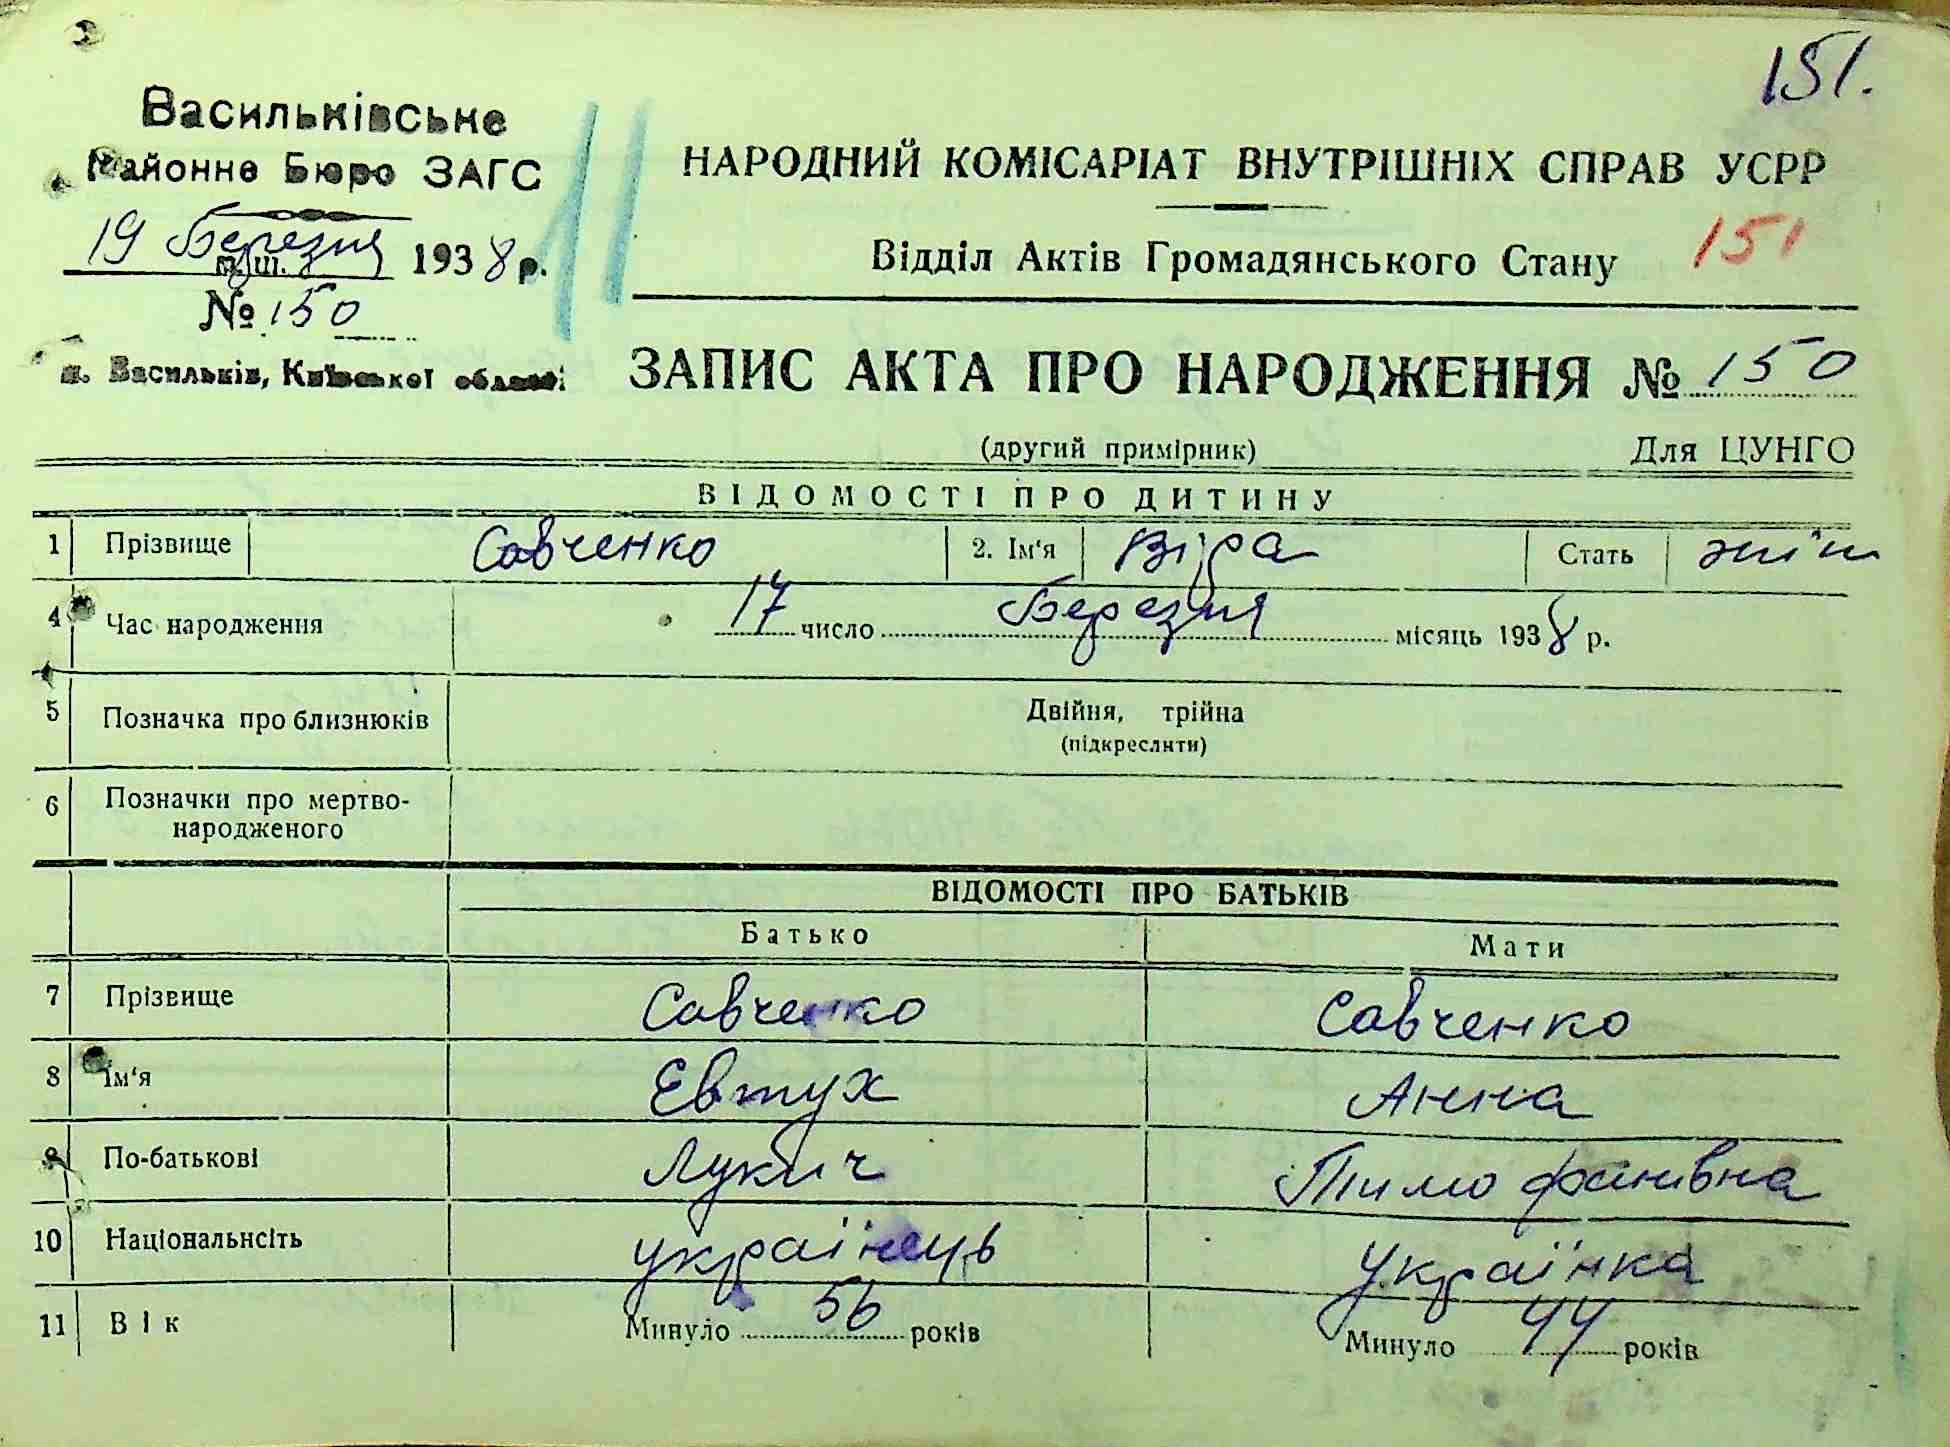 151.
Васильківське
Районне Бюро ЗАГС
19 Березня 1938 р.
№ 150
м. Васильків, Київської області
НАРОДНИЙ КОМІСАРІАТ ВНУТРІШНІХ СПРАВ УСРР
Відділ Актів Громадянського Стану 151
ЗАПИС АКТА ПРО НАРОДЖЕННЯ № 150
(другий примірник) Для ЦУНГО
ВІДОМОСТІ ПРО ДИТИНУ
1 Прізвище Савченко 2. Ім'я Віра Стать жін
4 Час народження 17 число Березня місяць 1938 р.
5 Позначка про близнюків Двійня, трійна
(підкреслити)
6 Позначки про мертво-
народженого
ВІДОМОСТІ ПРО БАТЬКІВ
Батько Мати
7 Прізвище Савченко Савченко
8 Ім'я Евтух Анна
9 По-батькові Лукич Тимофанивна
10 Національнсіть українець Українка
11 Вік Минуло 56 років Минуло 44 років